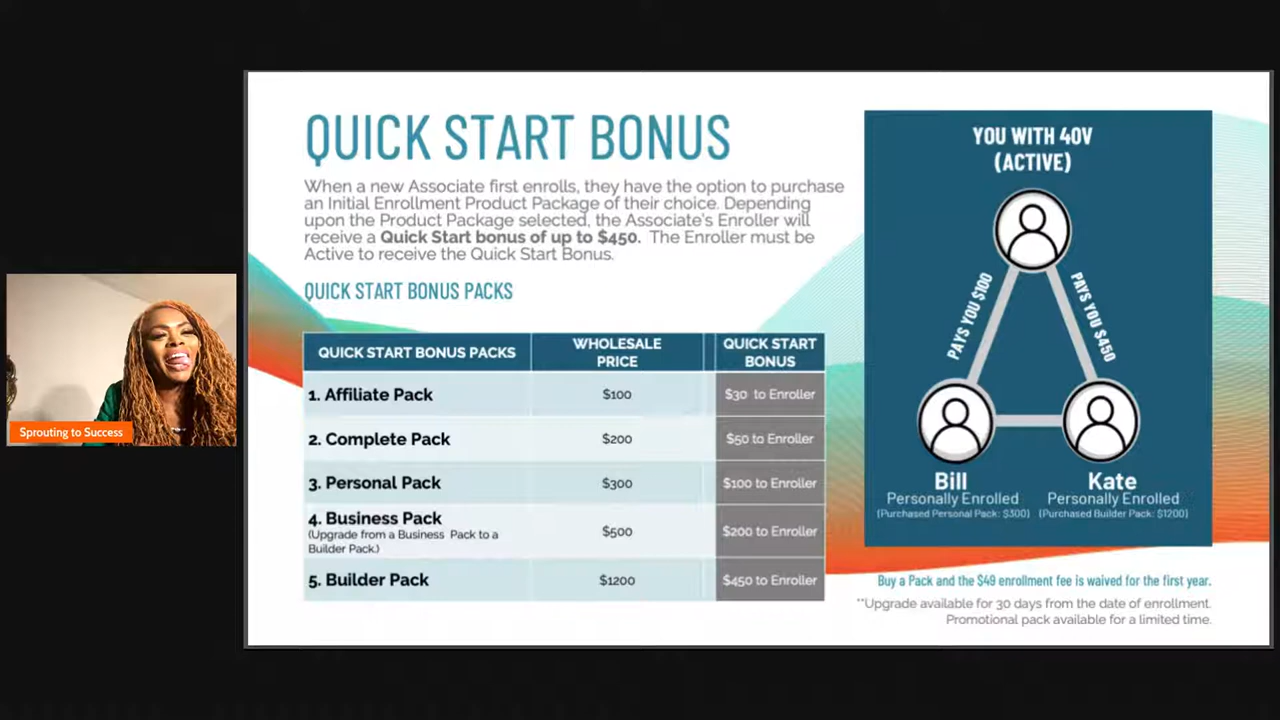 QUICK START BONUS
When a new Associate first enrolls, they have the option to purchase
an Initial Enrollment Product Package of their choice. Depending
upon the Product Package selected, the Associate's Enroller will
receive a Quick Start bonus of up to $450. The Enroller must be
Active to receive the Quick Start Bonus.
QUICK START BONUS PACKS
QUICK START BONUS PACKS
WHOLESALE
PRICE
QUICK START
BONUS
1. Affiliate Pack
$100
$30 to Enroller
2. Complete Pack
$200
$50 to Enroller
3. Personal Pack
$300
$100 to Enroller
4. Business Pack
(Upgrade from a Business Pack to a
Builder Pack.)
$500
$200 to Enroller
5. Builder Pack
$1200
$450 to Enroller
YOU WITH 40V
(ACTIVE)
PAYS YOU $100
PAYS YOU $450
Bill
Personally Enrolled
(Purchased Personal Pack: $300)
Kate
Personally Enrolled
(Purchased Builder Pack: $1200)
Buy a Pack and the $49 enrollment fee is waived for the first year.
**Upgrade available for 30 days from the date of enrollment.
Promotional pack available for a limited time.
Sprouting to Success